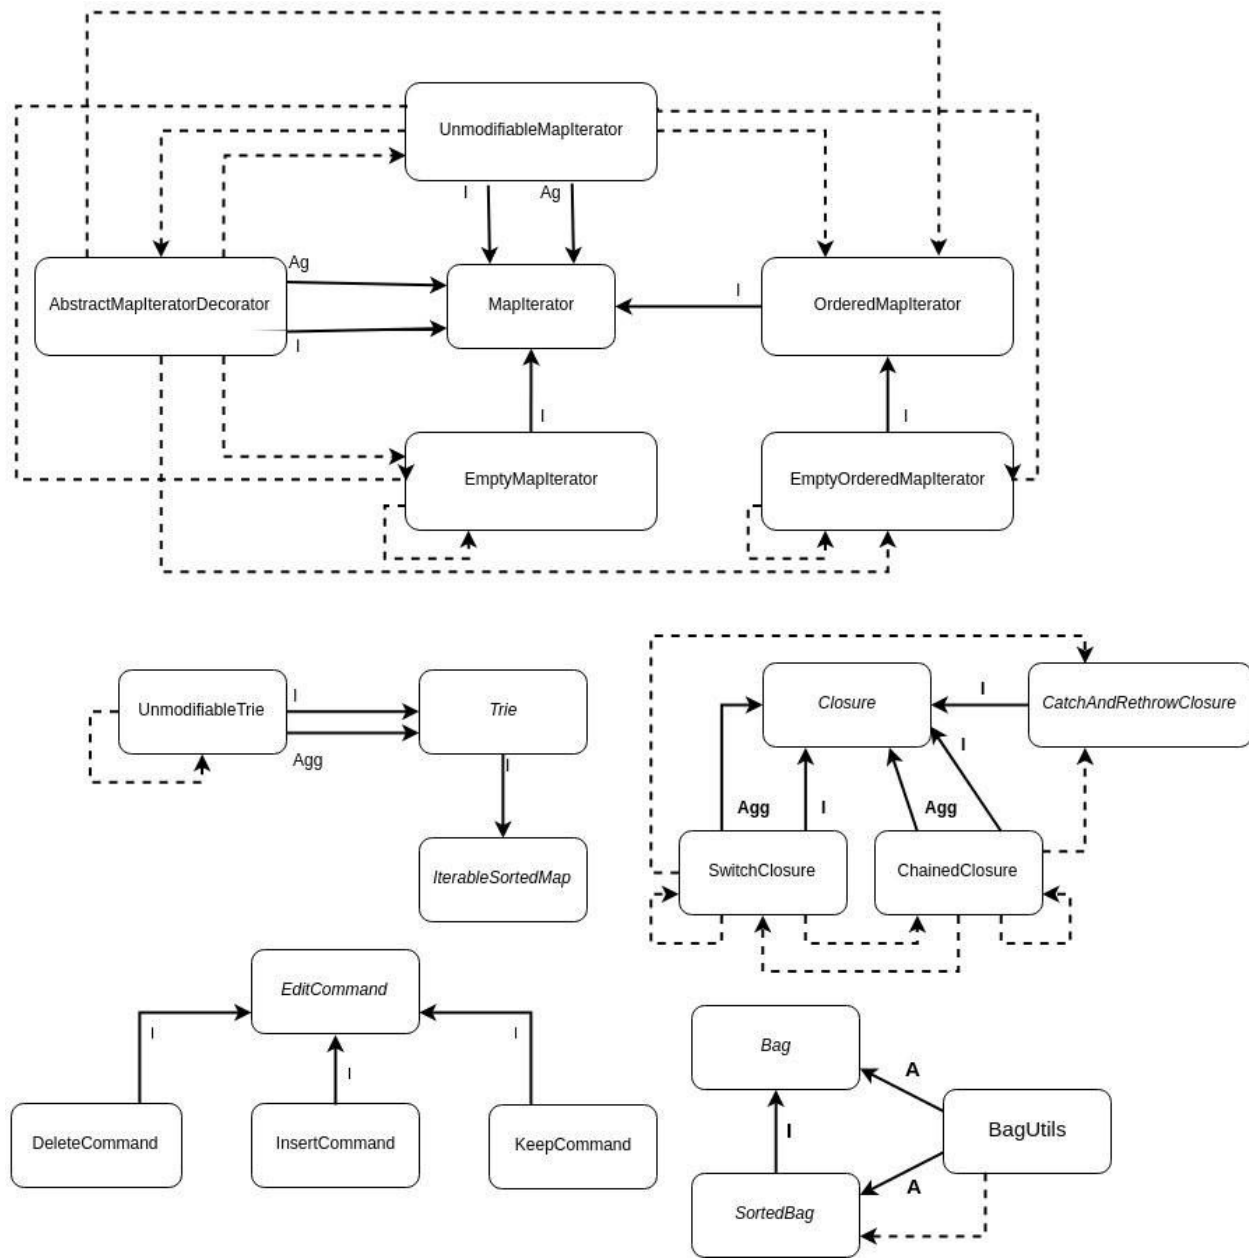 UnmodifiableMapIterator
I
Ag
Ag
AbstractMapIteratorDecorator
MapIterator
I
OrderedMapIterator
I
I
I
EmptyMapIterator
EmptyOrderedMapIterator
UnmodifiableTrie
I
Trie
Agg
I
IterableSortedMap
Closure
I
CatchAndRethrowClosure
I
Agg
I
Agg
SwitchClosure
ChainedClosure
EditCommand
I
I
I
DeleteCommand
InsertCommand
KeepCommand
Bag
A
I
BagUtils
A
SortedBag